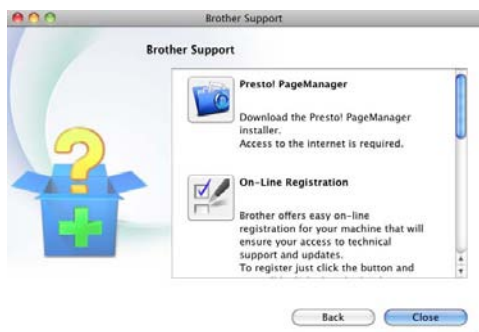 Brother Support
Brother Support
Presto! PageManager
Download the Presto! PageManager
installer.
Access to the internet is required.
On-Line Registration
Brother offers easy on-line
registration for your machine that will
ensure your access to technical
support and updates.
To register just click the button and
Back
Close